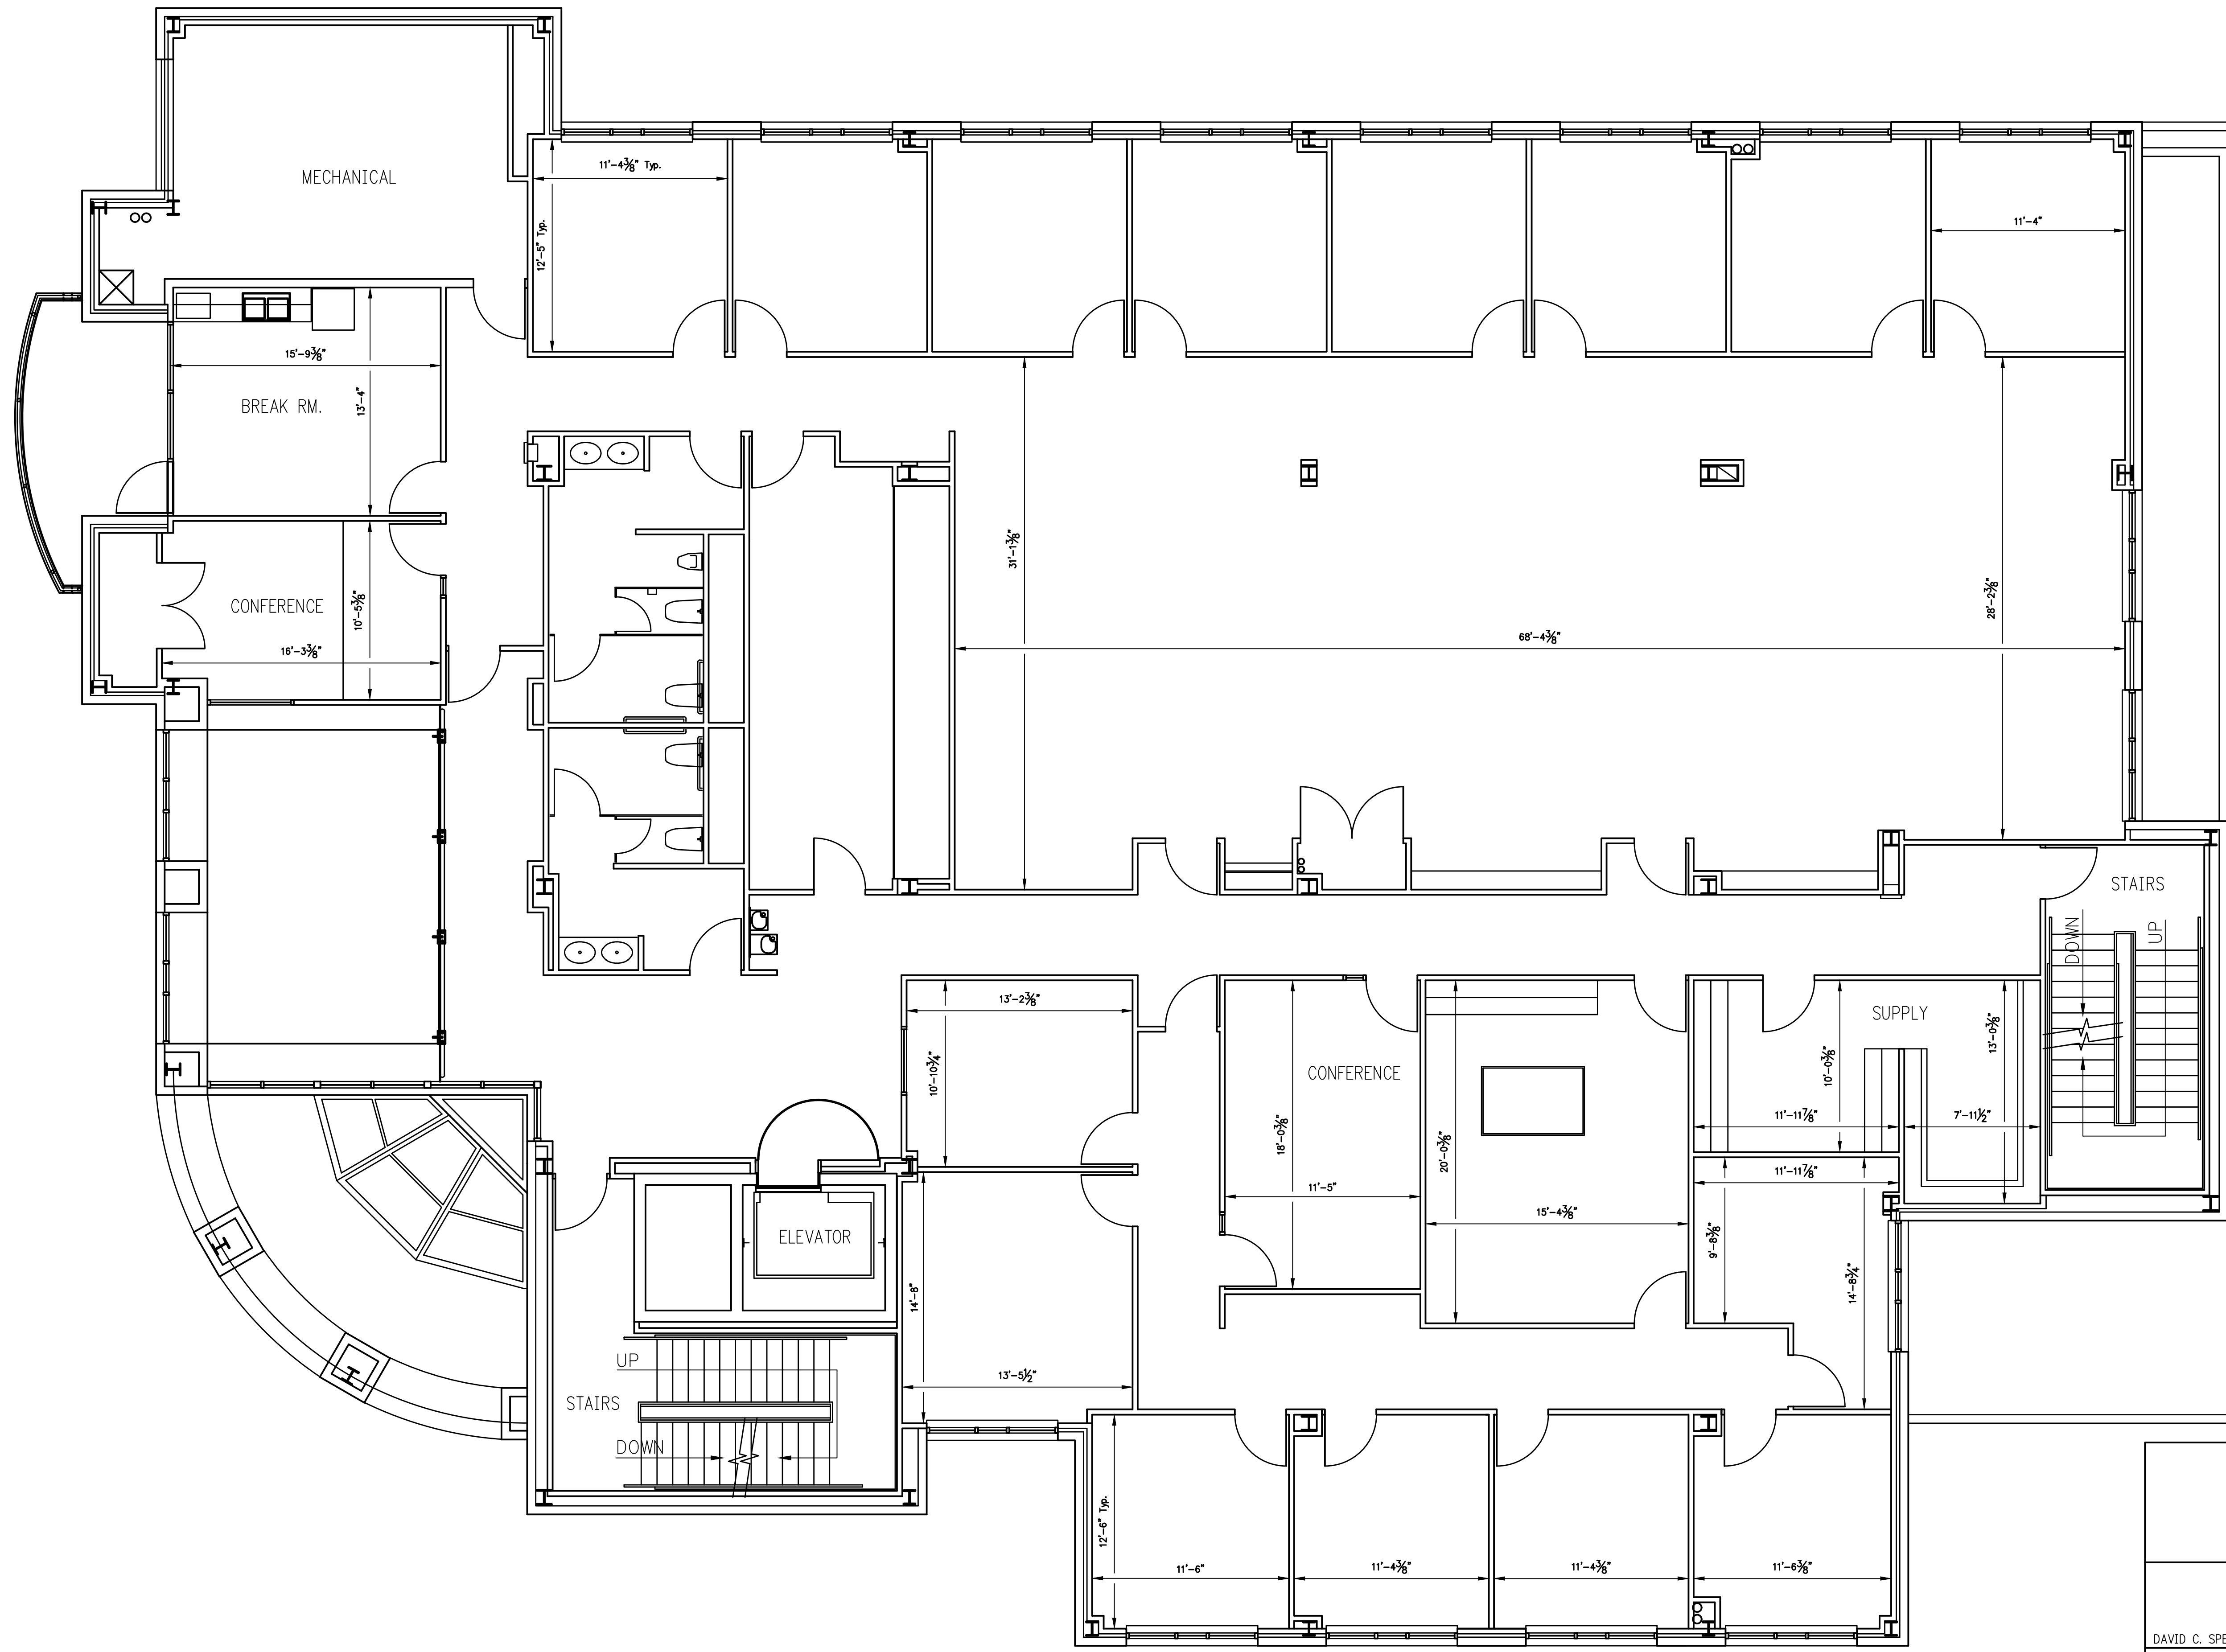 MECHANICAL
11'-4⅜" Typ.
12'-5" Typ.
11'-4"
15'-9⅜"
BREAK RM.
13'-4"
31'-1⅜"
28'-2⅜"
CONFERENCE
10'-5⅜"
16'-3⅜"
68'-4⅜"
STAIRS
DOWN
UP
13'-2⅜"
10'-10¾"
CONFERENCE
18'-0⅜"
11'-5"
20'-0⅜"
15'-4⅜"
SUPPLY
10'-0⅜"
13'-0⅜"
11'-11⅞"
7'-11½"
11'-11⅞"
9'-8⅜"
14'-8¾"
ELEVATOR
14'-8"
13'-5½"
UP
STAIRS
DOWN
12'-6" Typ.
11'-6"
11'-4⅜"
11'-4⅜"
11'-6⅜"
DAVID C. SPE